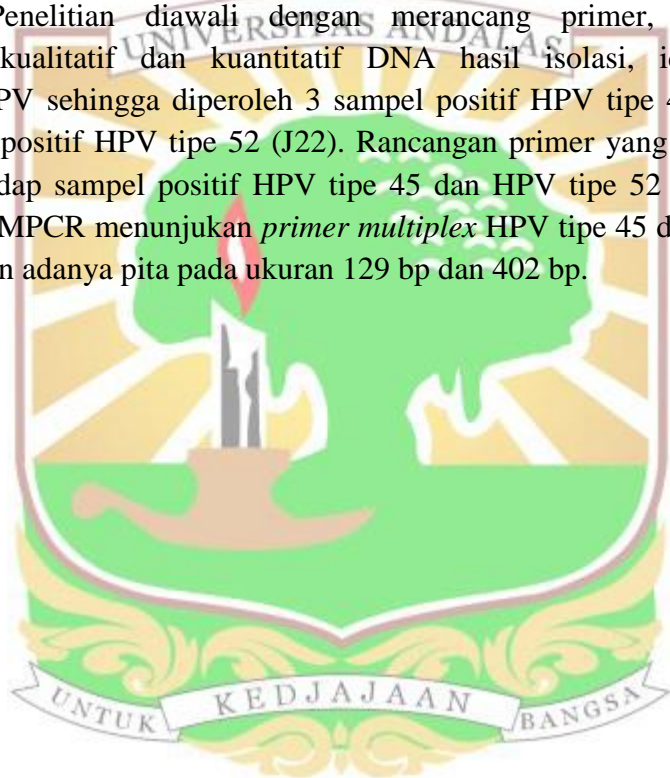 Penelitian diawali dengan merancang primer,
kualitatif dan kuantitatif DNA hasil isolasi,
PV sehingga diperoleh 3 sampel positif HPV tipe
positif HPV tipe 52 (J22). Rancangan primer yang
dap sampel positif HPV tipe 45 dan HPV tipe 52
MPCR menunjukan primer multiplex HPV tipe 45
n adanya pita pada ukuran 129 bp dan 402 bp.
UNIVERSITAS ANDALAS
UNTUK KEDJAJAAN BANGSA